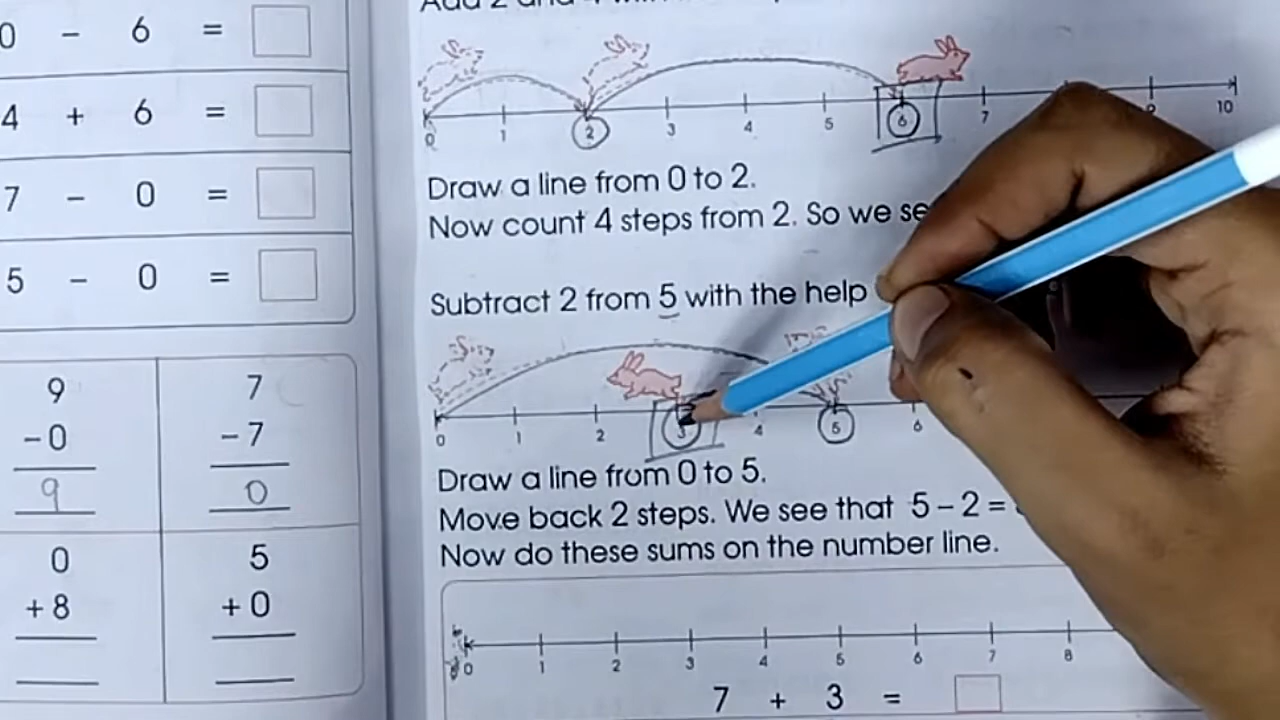 0 - 6 =
4 + 6 =
7 - 0 =
5 - 0 =
9
-0
9
7
-7
0
0
+8
5
+0
Add 2 and
0 1 2 3 4 5 6 7 10
Draw a line from 0 to 2.
Now count 4 steps from 2. So we se
Subtract 2 from 5 with the help
0 1 2 3 4 5 6
Draw a line from 0 to 5.
Move back 2 steps. We see that 5 - 2 =
Now do these sums on the number line.
0 1 2 3 4 5 6 7 8
7 + 3 =